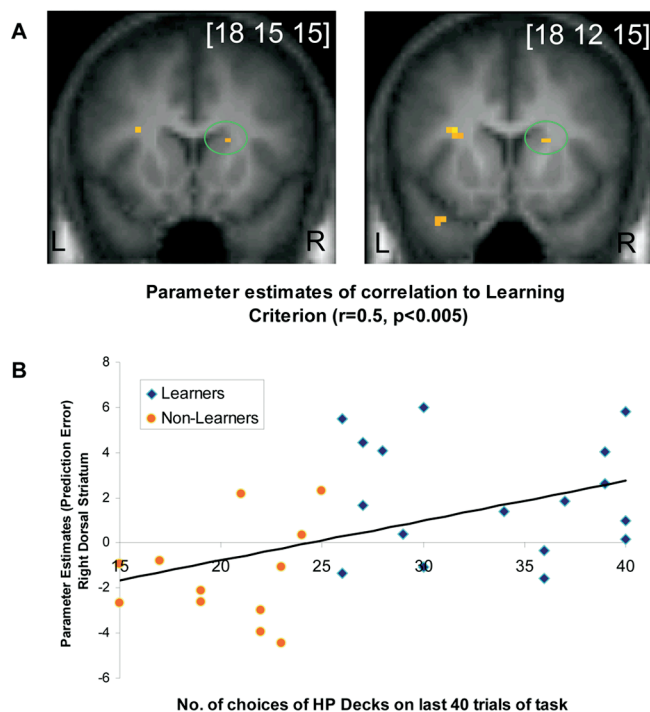 A
[18 15 15]
[18 12 15]
L
R
L
R
Parameter estimates of correlation to Learning
Criterion (r=0.5, p<0.005)
B
8
6
4
2
0
-2
-4
-6
Learners
Non-Learners
15
20
25
30
35
40
Parameter Estimates (Prediction Error)
Right Dorsal Striatum
No. of choices of HP Decks on last 40 trials of task